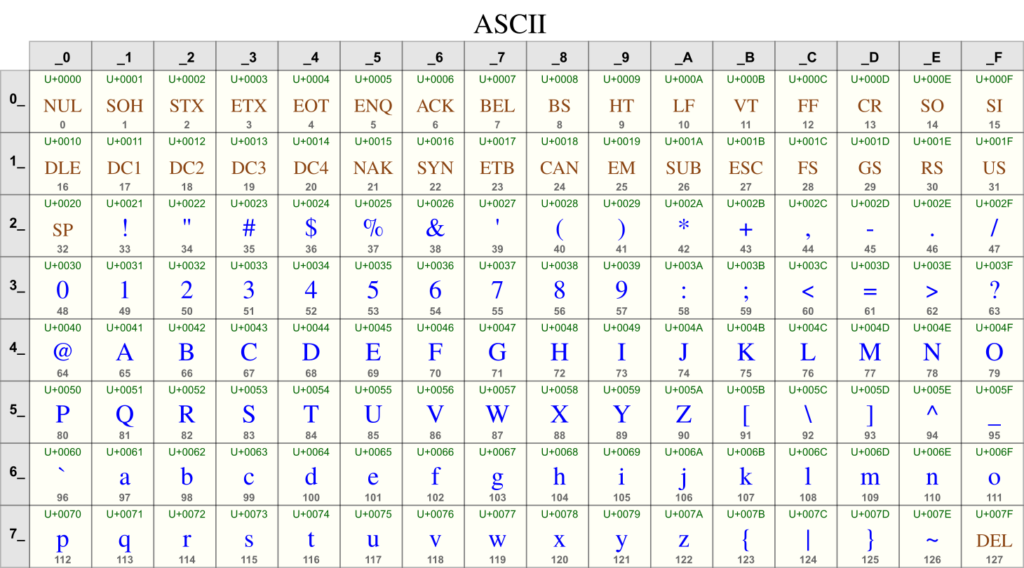 ASCII
_0 _1 _2 _3 _4 _5 _6 _7 _8 _9 _A _B _C _D _E _F
U+0000 U+0001 U+0002 U+0003 U+0004 U+0005 U+0006 U+0007 U+0008 U+0009 U+000A U+000B U+000C U+000D U+000E U+000F
0_ NUL SOH STX ETX EOT ENQ ACK BEL BS HT LF VT FF CR SO SI
0 1 2 3 4 5 6 7 8 9 10 11 12 13 14 15
U+0010 U+0011 U+0012 U+0013 U+0014 U+0015 U+0016 U+0017 U+0018 U+0019 U+001A U+001B U+001C U+001D U+001E U+001F
1_ DLE DC1 DC2 DC3 DC4 NAK SYN ETB CAN EM SUB ESC FS GS RS US
16 17 18 19 20 21 22 23 24 25 26 27 28 29 30 31
U+0020 U+0021 U+0022 U+0023 U+0024 U+0025 U+0026 U+0027 U+0028 U+0029 U+002A U+002B U+002C U+002D U+002E U+002F
2_ SP ! " # $ % & ' ( ) * + , - . /
32 33 34 35 36 37 38 39 40 41 42 43 44 45 46 47
U+0030 U+0031 U+0032 U+0033 U+0034 U+0035 U+0036 U+0037 U+0038 U+0039 U+003A U+003B U+003C U+003D U+003E U+003F
3_ 0 1 2 3 4 5 6 7 8 9 : ; < = > ?
48 49 50 51 52 53 54 55 56 57 58 59 60 61 62 63
U+0040 U+0041 U+0042 U+0043 U+0044 U+0045 U+0046 U+0047 U+0048 U+0049 U+004A U+004B U+004C U+004D U+004E U+004F
4_ @ A B C D E F G H I J K L M N O
64 65 66 67 68 69 70 71 72 73 74 75 76 77 78 79
U+0050 U+0051 U+0052 U+0053 U+0054 U+0055 U+0056 U+0057 U+0058 U+0059 U+005A U+005B U+005C U+005D U+005E U+005F
5_ P Q R S T U V W X Y Z [ \ ] ^ _
80 81 82 83 84 85 86 87 88 89 90 91 92 93 94 95
U+0060 U+0061 U+0062 U+0063 U+0064 U+0065 U+0066 U+0067 U+0068 U+0069 U+006A U+006B U+006C U+006D U+006E U+006F
6_ ` a b c d e f g h i j k l m n o
96 97 98 99 100 101 102 103 104 105 106 107 108 109 110 111
U+0070 U+0071 U+0072 U+0073 U+0074 U+0075 U+0076 U+0077 U+0078 U+0079 U+007A U+007B U+007C U+007D U+007E U+007F
7_ p q r s t u v w x y z { | } ~ DEL
112 113 114 115 116 117 118 119 120 121 122 123 124 125 126 127